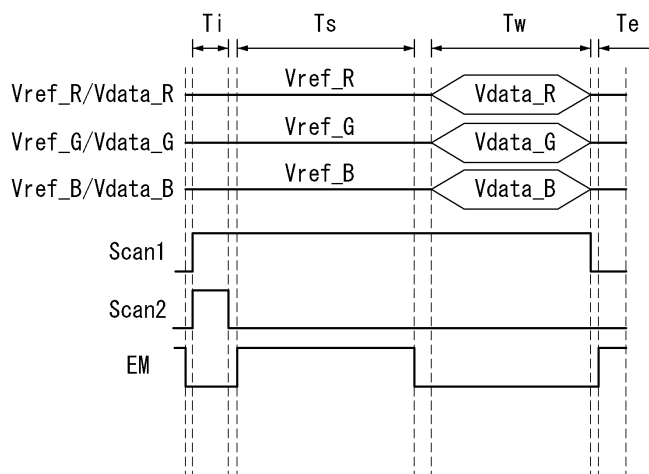 Ti Ts Tw Te
Vref_R/Vdata_R Vref_R Vdata_R
Vref_G/Vdata_G Vref_G Vdata_G
Vref_B/Vdata_B Vref_B Vdata_B
Scan1
Scan2
EM